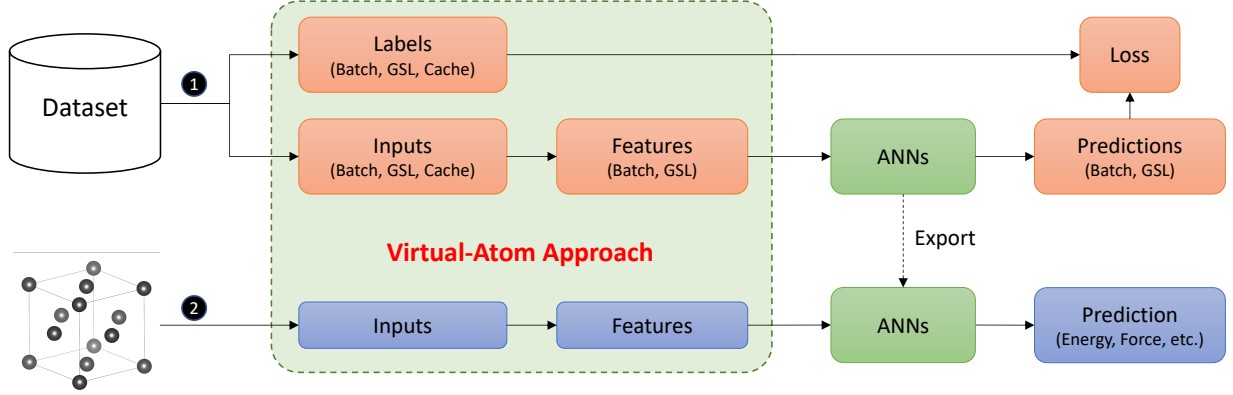 Dataset
1
Labels
(Batch, GSL, Cache)
Loss
Inputs
(Batch, GSL, Cache)
Features
(Batch, GSL)
ANNs
Predictions
(Batch, GSL)
Virtual-Atom Approach
Export
2
Inputs
Features
ANNs
Prediction
(Energy, Force, etc.)